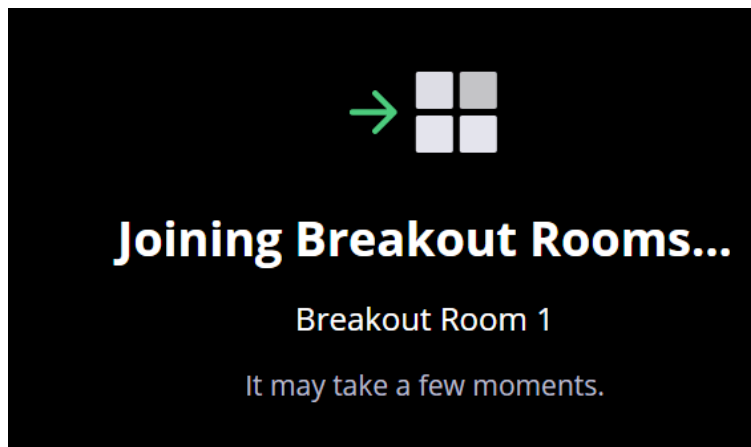 Joining Breakout Rooms...
Breakout Room 1
It may take a few moments.